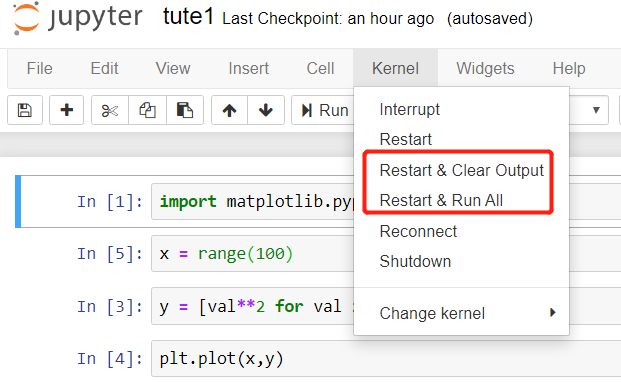 jupyter tute1 Last Checkpoint: an hour ago (autosaved)
File Edit View Insert Cell Kernel Widgets Help
Run
Interrupt
Restart
Restart & Clear Output
Restart & Run All
Reconnect
Shutdown
Change kernel
In [1]: import matplotlib.pyp
In [5]: x = range(100)
In [3]: y = [val**2 for val
In [4]: plt.plot(x,y)